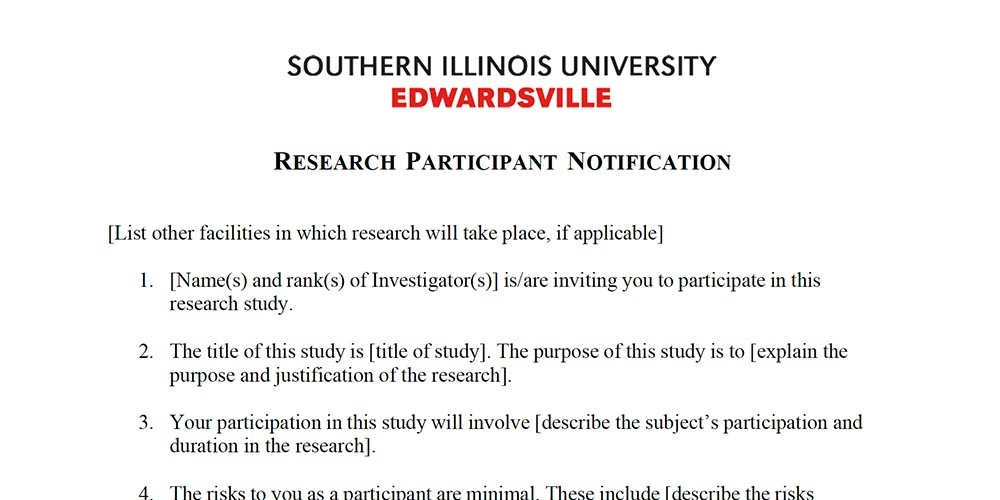 SOUTHERN ILLINOIS UNIVERSITY
EDWARDSVILLE
RESEARCH PARTICIPANT NOTIFICATION
[List other facilities in which research will take place, if applicable]
1. [Name(s) and rank(s) of Investigator(s)] is/are inviting you to participate in this
research study.
2. The title of this study is [title of study]. The purpose of this study is to [explain the
purpose and justification of the research].
3. Your participation in this study will involve [describe the subject’s participation and
duration in the research].
4. The risks to you as a participant are minimal. These include [describe the risks